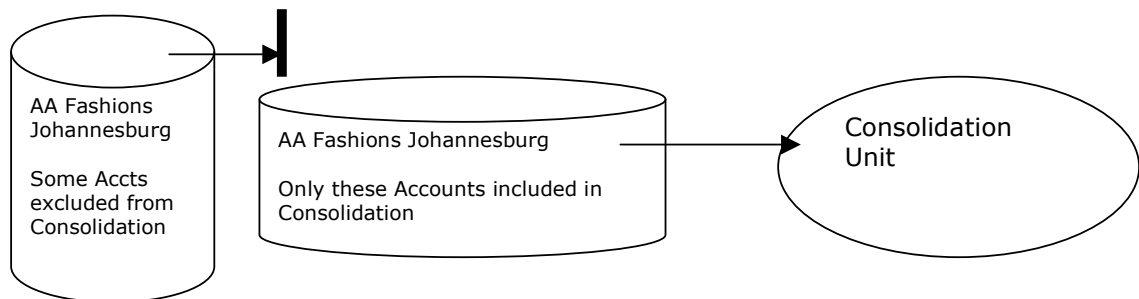 AA Fashions
Johannesburg
Some Accts
excluded from
Consolidation
AA Fashions Johannesburg
Only these Accounts included in
Consolidation
Consolidation
Unit